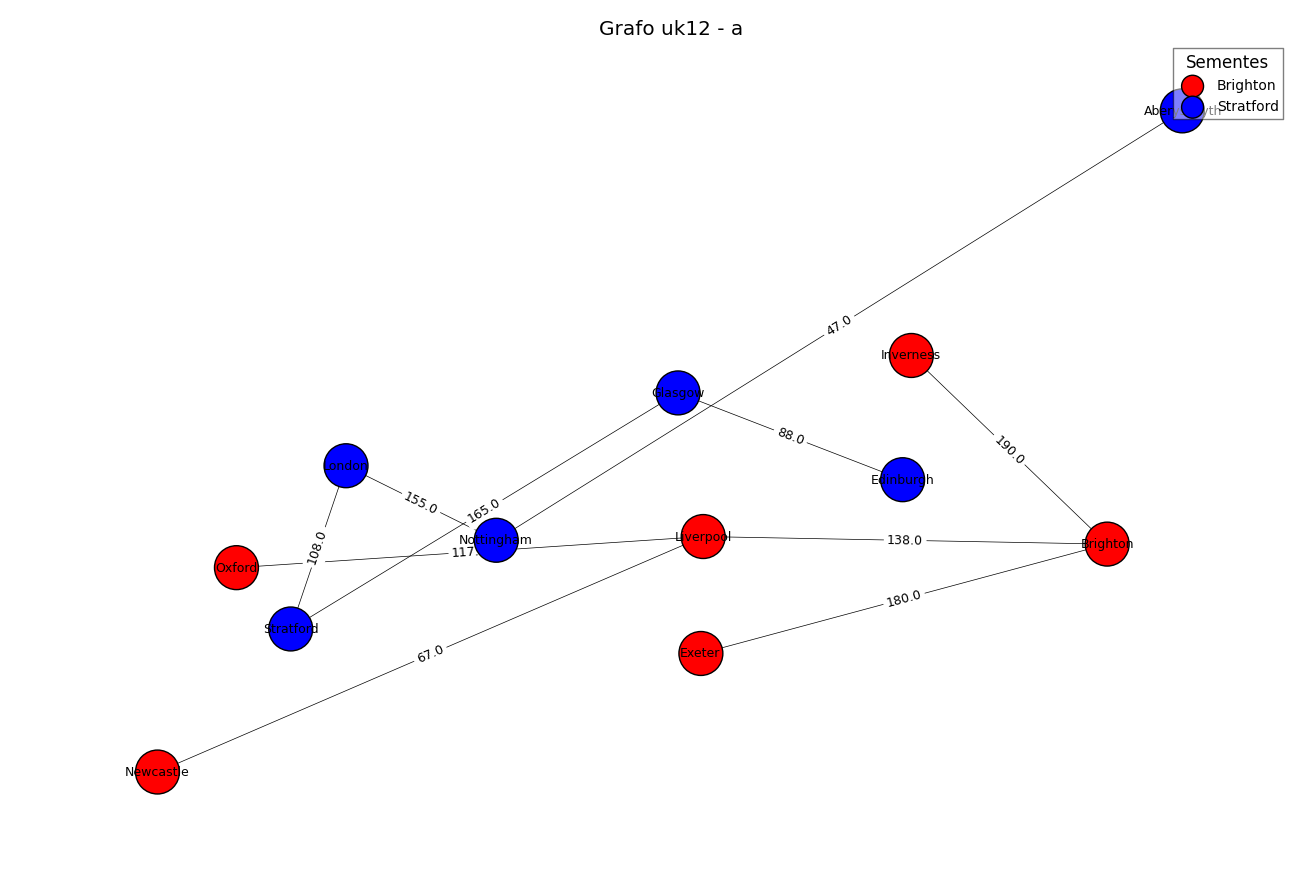 Grafo uk12 - a
Sementes
Brighton
Stratford
47.0
Inverness
Glasgow
88.0
190.0
London
Edinburgh
155.0
165.0
Nottingham
Liverpool
138.0
Brighton
108.0
117.
Oxford
180.0
Stratford
67.0
Exeter
Newcastle